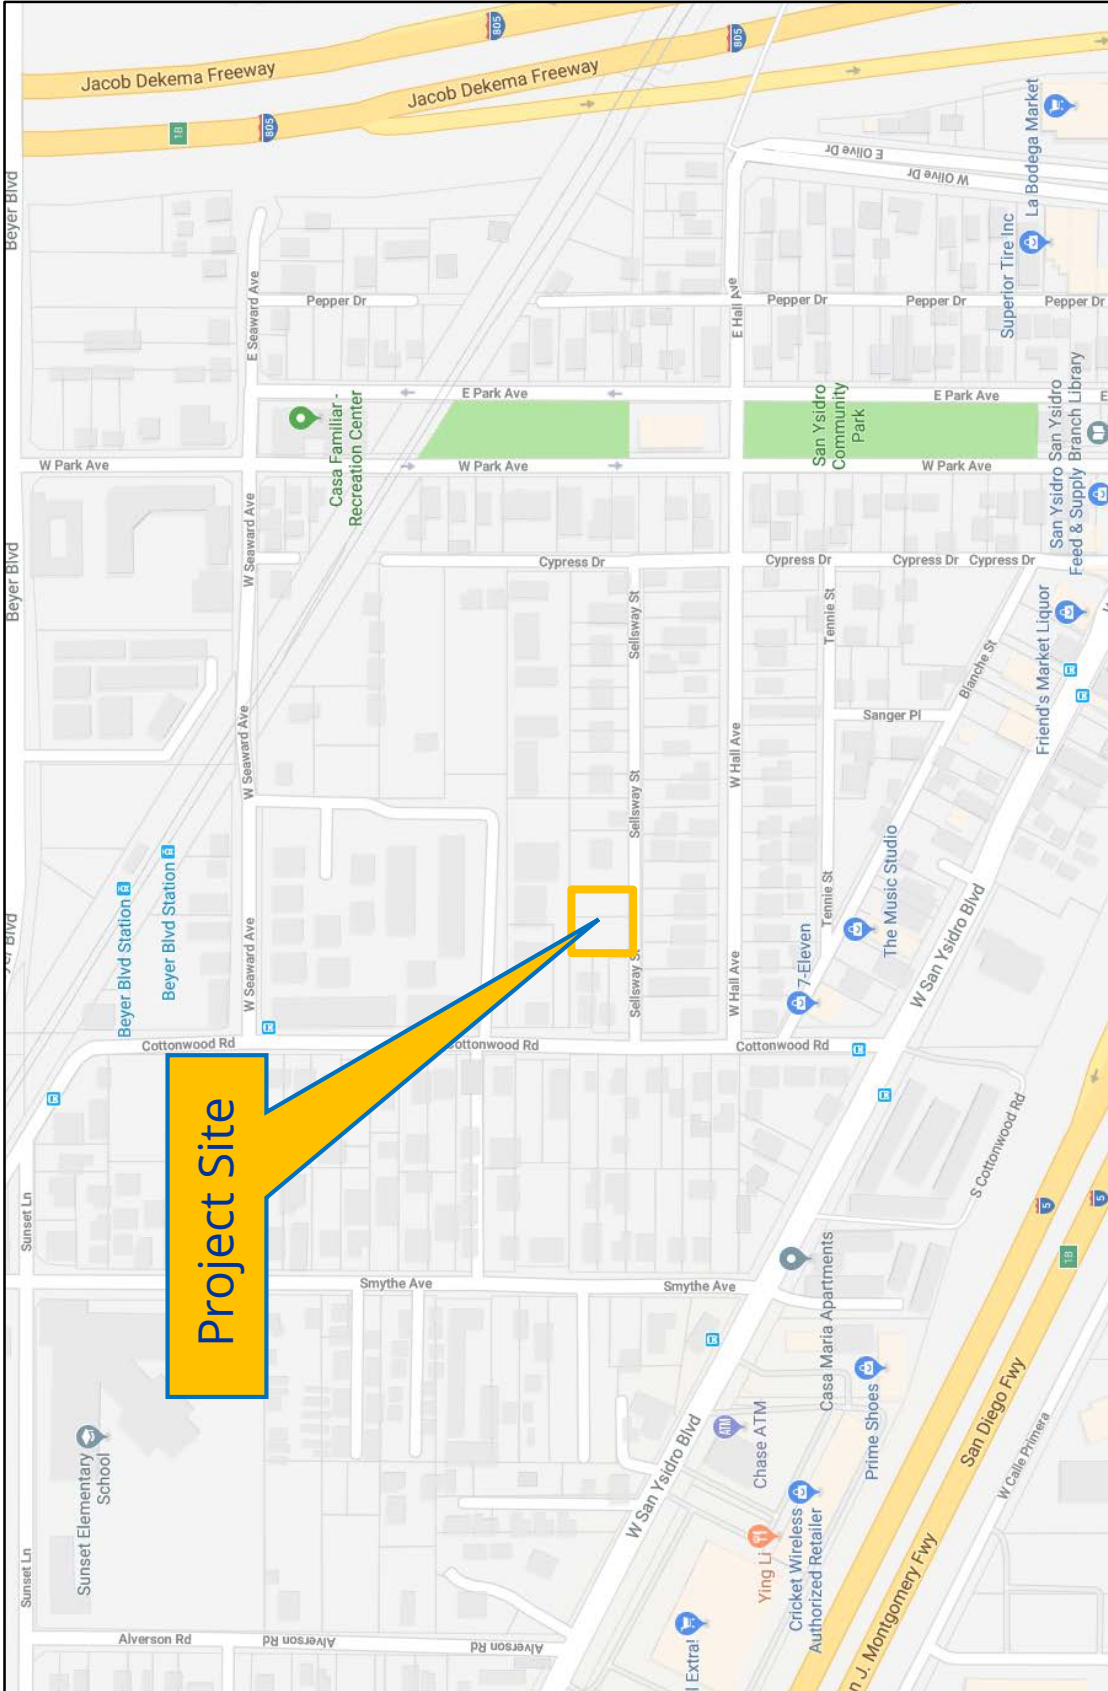 Jacob Dekema Freeway
805
Jacob Dekema Freeway
805
1B
805
Beyer Blvd
E Olive Dr
W Olive Dr
La Bodega Market
Superior Tire Inc
E Seaward Ave
Pepper Dr
E Hall Ave
Pepper Dr
Pepper Dr
Pepper Dr
E Park Ave
E Park Ave
Casa Familiar -
Recreation Center
San Ysidro
Community
Park
San Ysidro
Branch Library
W Park Ave
W Park Ave
W Park Ave
San Ysidro
Feed & Supply
Beyer Blvd
W Seaward Ave
Cypress Dr
Cypress Dr
Cypress Dr
Cypress Dr
Sellsway St
Tennie St
Blanche St
Friend's Market Liquor
W Seaward Ave
Sellsway St
W Hall Ave
Sanger Pl
Beyer Blvd Station
Beyer Blvd Station
W Seaward Ave
Sellsway St
W Hall Ave
Tennie St
7-Eleven
The Music Studio
W San Ysidro Blvd
Cottonwood Rd
Cottonwood Rd
Cottonwood Rd
S Cottonwood Rd
Project Site
Sunset Ln
Smythe Ave
Smythe Ave
Casa Maria Apartments
5
5
1B
Sunset Elementary
School
W San Ysidro Blvd
ATM
Chase ATM
Prime Shoes
San Diego Fwy
W Calle Primera
Ying Li
Cricket Wireless
Authorized Retailer
Sunset Ln
Alverson Rd
Alverson Rd
Alverson Rd
Extra!
J. Montgomery Fwy